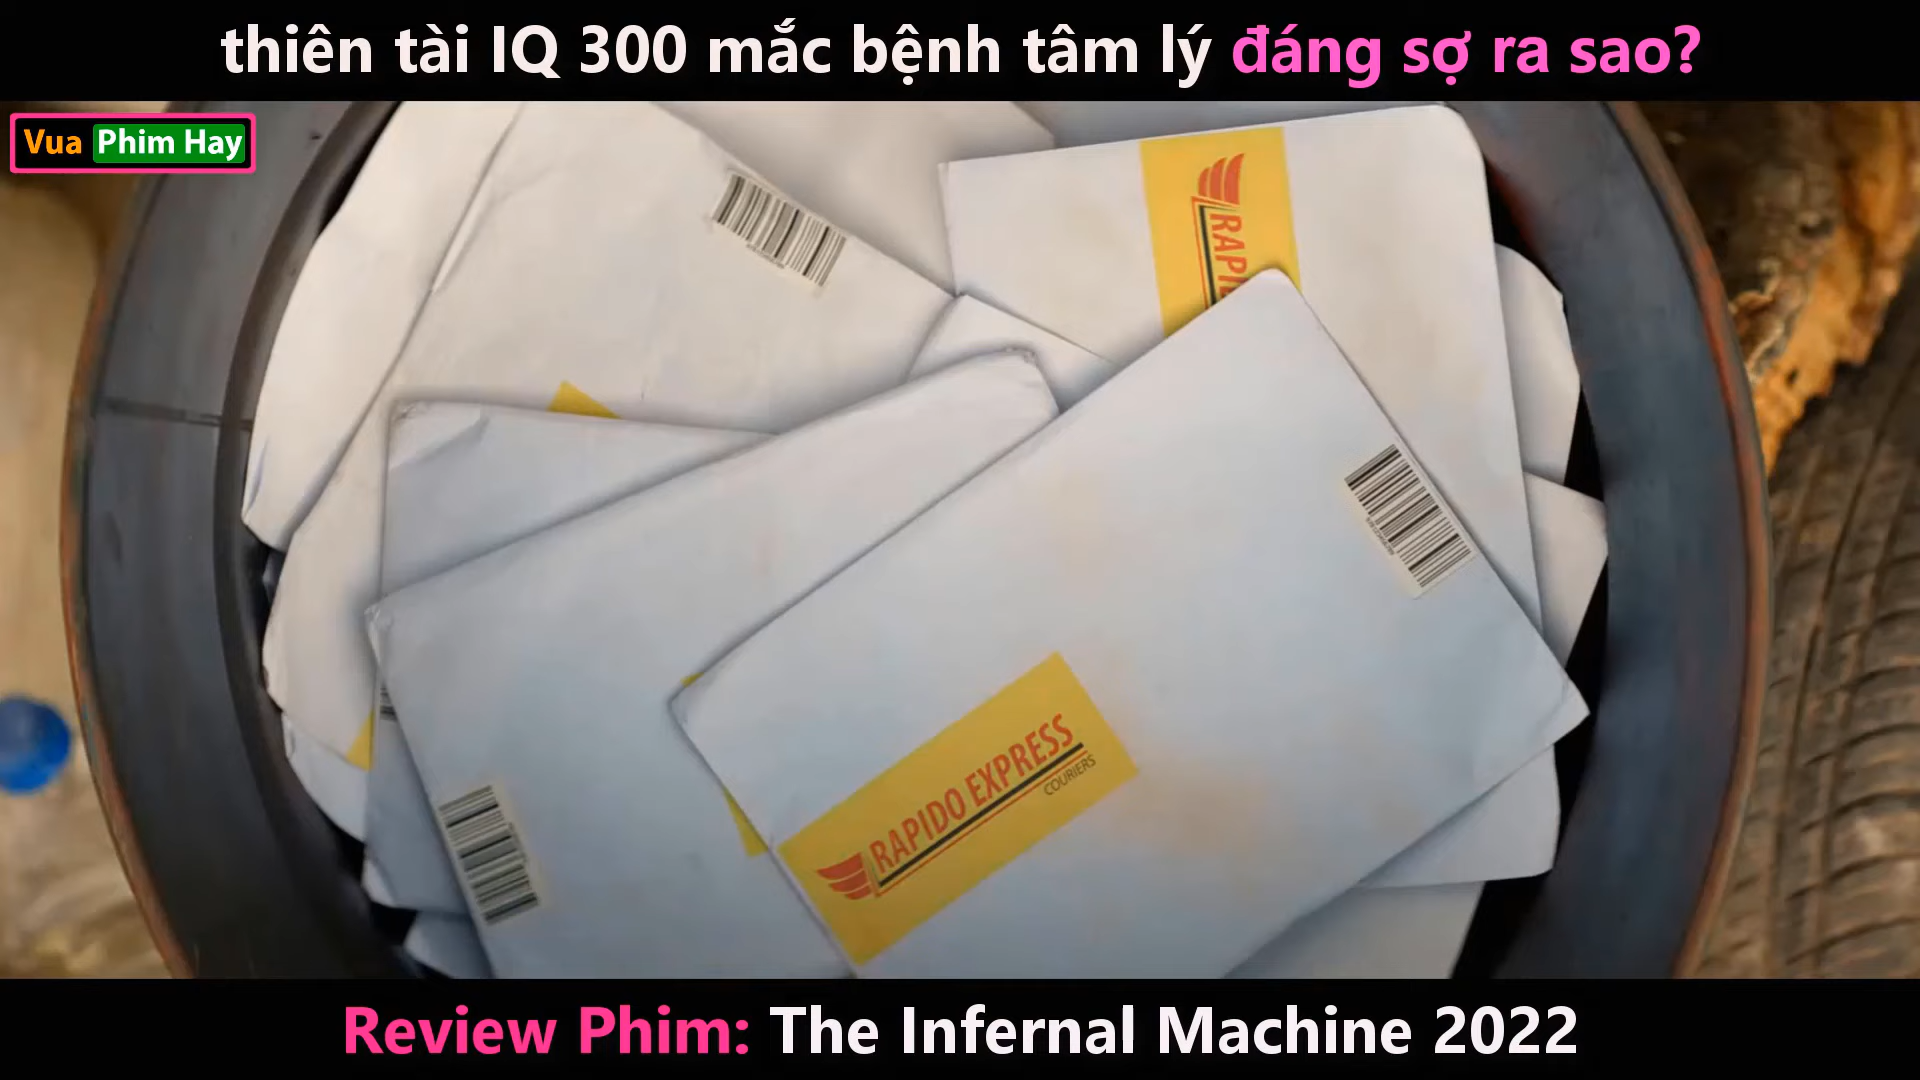 thiên tài IQ 300 mắc bệnh tâm lý đáng sợ ra sao?
Vua Phim Hay
RAPIDO EXPRESS
COURIERS
Review Phim: The Infernal Machine 2022